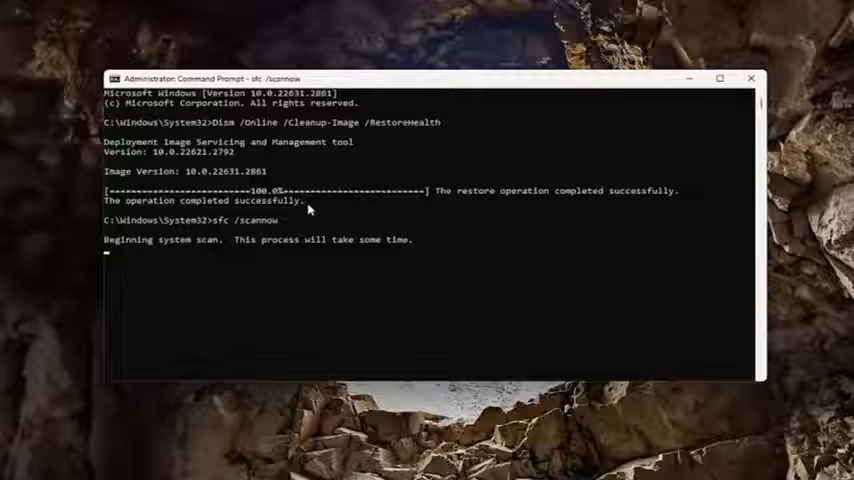 Administrator: Command Prompt - sfc /scannow
Microsoft Windows [Version 10.0.22631.2861]
(c) Microsoft Corporation. All rights reserved.
C:\Windows\System32>Dism /Online /Cleanup-Image /RestoreHealth
Deployment Image Servicing and Management tool
Version: 10.0.22621.2792
Image Version: 10.0.22631.2861
[==========================100.0%==========================] The restore operation completed successfully.
The operation completed successfully.
C:\Windows\System32>sfc /scannow
Beginning system scan.  This process will take some time.